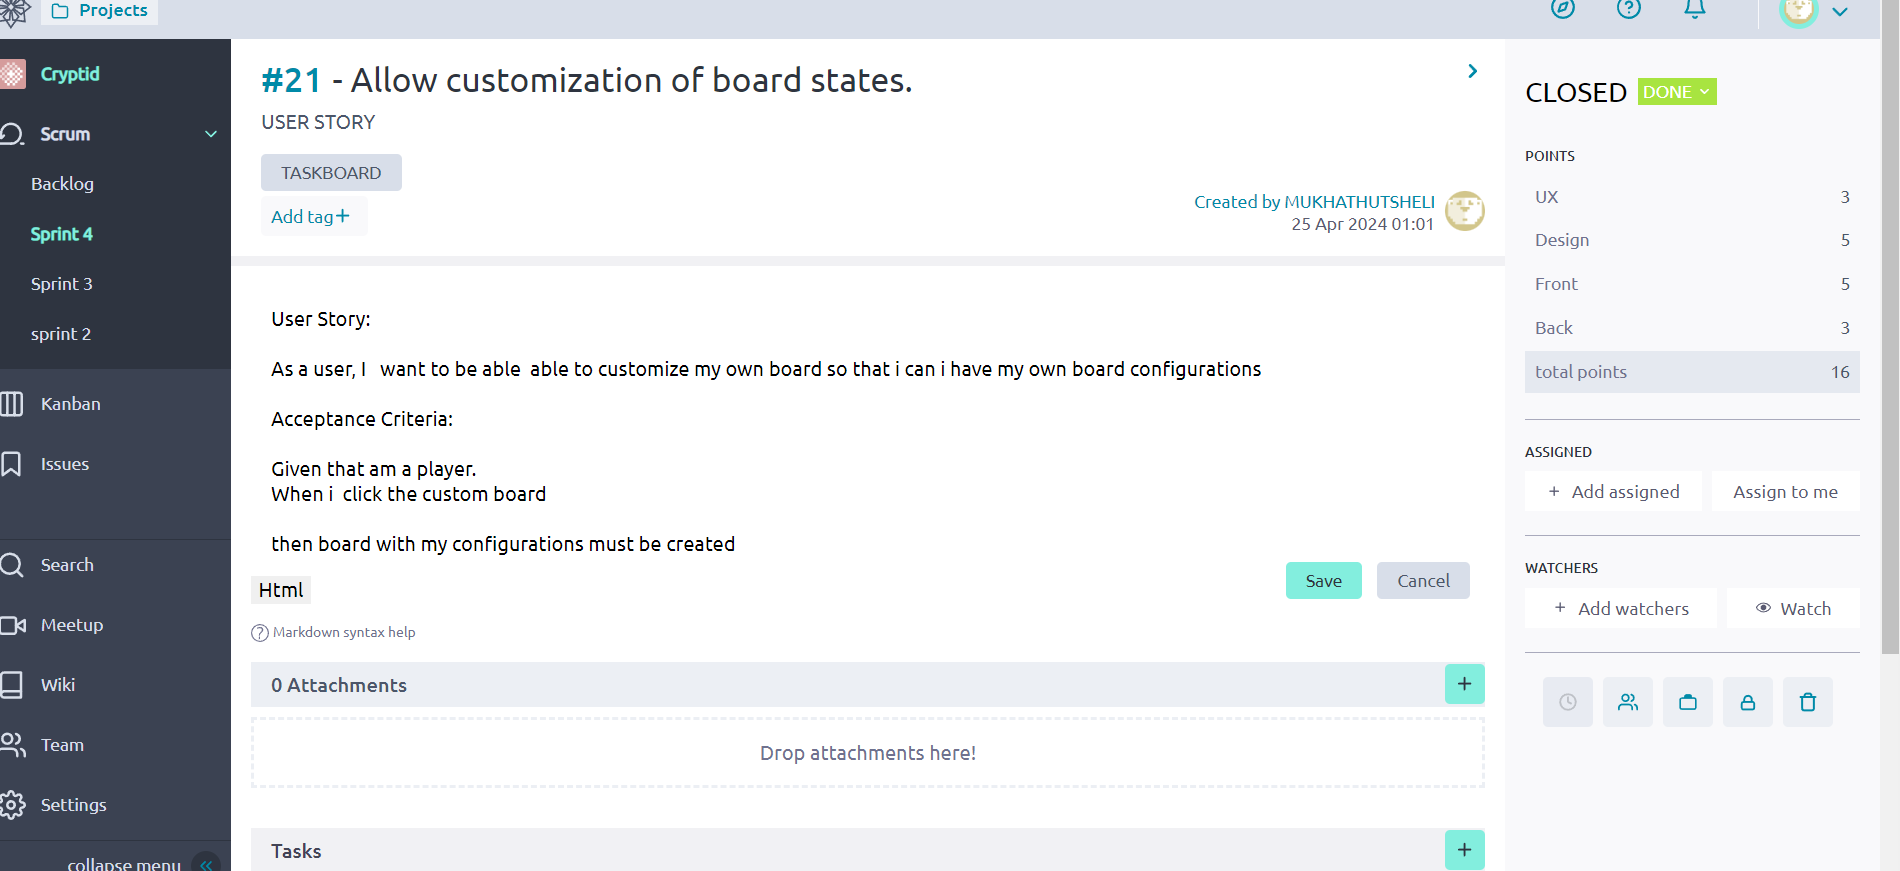 Projects
Cryptid
Scrum
Backlog
Sprint 4
Sprint 3
sprint 2
Kanban
Issues
Search
Meetup
Wiki
Team
Settings
collapse menu
#21 - Allow customization of board states.
USER STORY
TASKBOARD
Add tag+
Created by MUKHATHUTSHELI
25 Apr 2024 01:01
User Story:
As a user, I want to be able able to customize my own board so that i can i have my own board configurations
Acceptance Criteria:
Given that am a player.
When i click the custom board
then board with my configurations must be created
Html
Save Cancel
? Markdown syntax help
0 Attachments +
Drop attachments here!
Tasks +
CLOSED DONE
POINTS
UX 3
Design 5
Front 5
Back 3
total points 16
ASSIGNED
+ Add assigned Assign to me
WATCHERS
+ Add watchers Watch